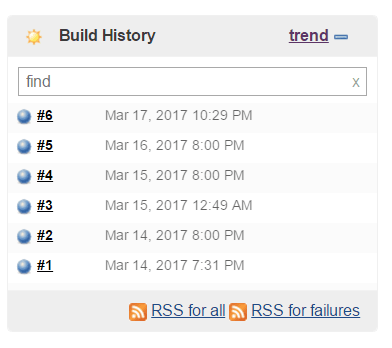 Build History trend
find x
#6 Mar 17, 2017 10:29 PM
#5 Mar 16, 2017 8:00 PM
#4 Mar 15, 2017 8:00 PM
#3 Mar 15, 2017 12:49 AM
#2 Mar 14, 2017 8:00 PM
#1 Mar 14, 2017 7:31 PM
RSS for all RSS for failures